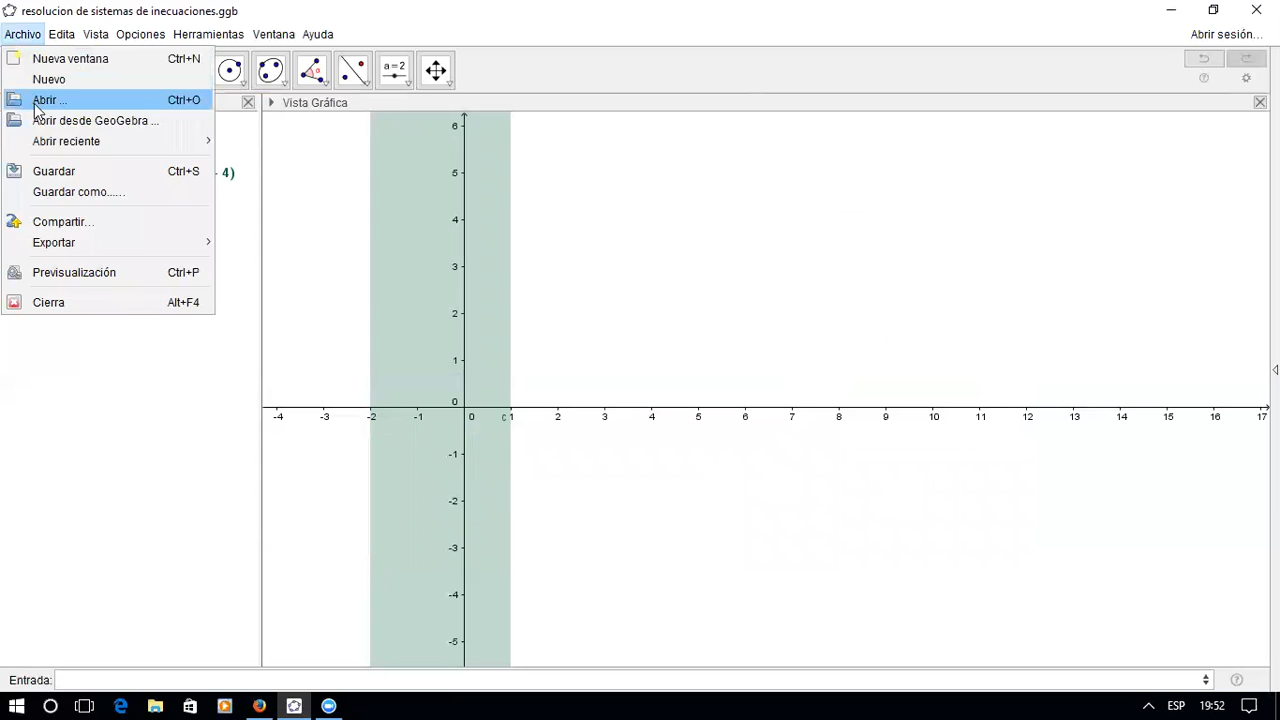 resolucion de sistemas de inecuaciones.ggb
Archivo Edita Vista Opciones Herramientas Ventana Ayuda Abrir sesión...
Nueva ventana Ctrl+N
Nuevo
Abrir ... Ctrl+O
Abrir desde GeoGebra ...
Abrir reciente
Guardar Ctrl+S
Guardar como......
Compartir...
Exportar
Previsualización Ctrl+P
Cierra Alt+F4
a=2
Vista Gráfica
4)
6
5
4
3
2
1
0
-4 -3 -2 -1 0 1 2 3 4 5 6 7 8 9 10 11 12 13 14 15 16 17
-1
-2
-3
-4
-5
Entrada:
ESP 19:52